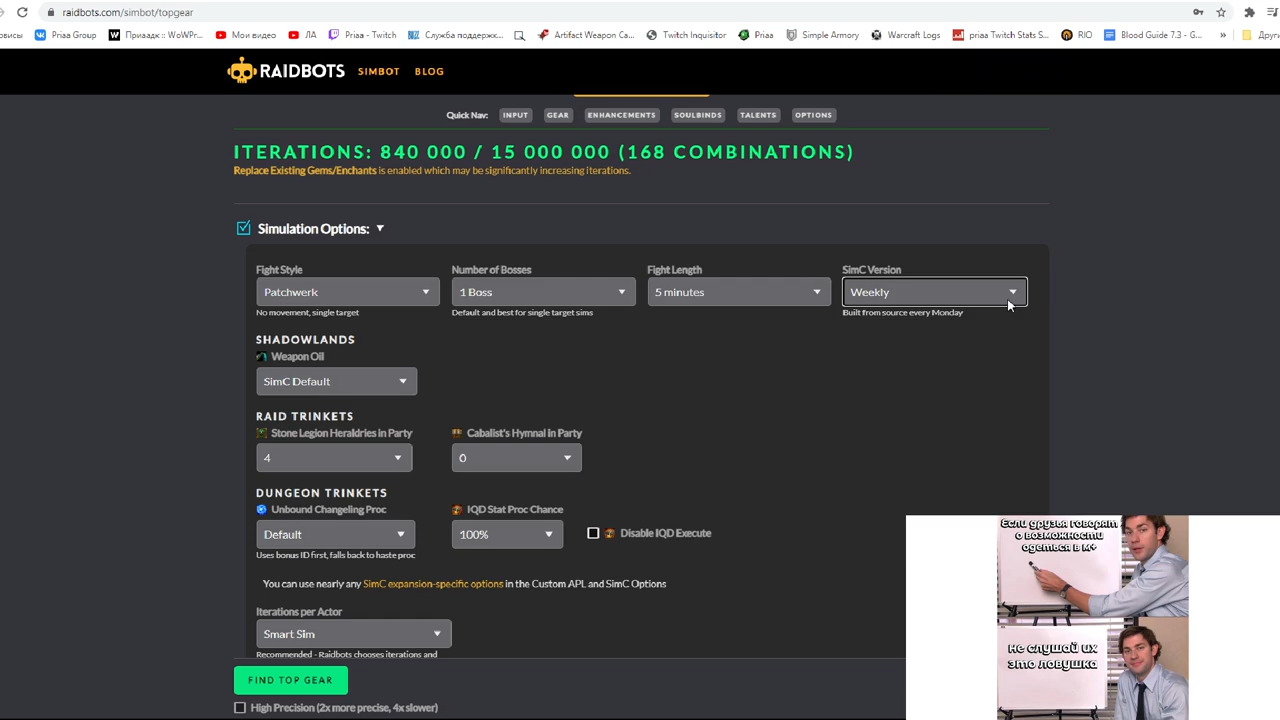 raidbots.com/simbot/topgear
рвисы
Priaa Group
Приаадк :: WoWPr...
Мои видео
ЛА
Priaa - Twitch
Служба поддержк...
Artifact Weapon Ca...
Twitch Inquisitor
Priaa
Simple Armory
Warcraft Logs
priaa Twitch Stats S...
RIO
Blood Guide 7.3 - G...
»
Други
RAIDBOTS
SIMBOT
BLOG
Quick Nav:
INPUT
GEAR
ENHANCEMENTS
SOULBINDS
TALENTS
OPTIONS
ITERATIONS: 840 000 / 15 000 000 (168 COMBINATIONS)
Replace Existing Gems/Enchants is enabled which may be significantly increasing iterations.
Simulation Options:
Fight Style
Number of Bosses
Fight Length
SimC Version
Patchwerk
1 Boss
5 minutes
Weekly
No movement, single target
Default and best for single target sims
Built from source every Monday
SHADOWLANDS
Weapon Oil
SimC Default
RAID TRINKETS
Stone Legion Heraldries in Party
Cabalist's Hymnal in Party
4
0
DUNGEON TRINKETS
Unbound Changeling Proc
IQD Stat Proc Chance
Default
100%
Disable IQD Execute
Uses bonus ID first, falls back to haste proc
You can use nearly any SimC expansion-specific options in the Custom APL and SimC Options
Iterations per Actor
Smart Sim
Recommended - Raidbots chooses iterations and
FIND TOP GEAR
High Precision (2x more precise, 4x slower)
Если друзья говорят
о возможности
одеться в м+
не слушай их
это ловушка